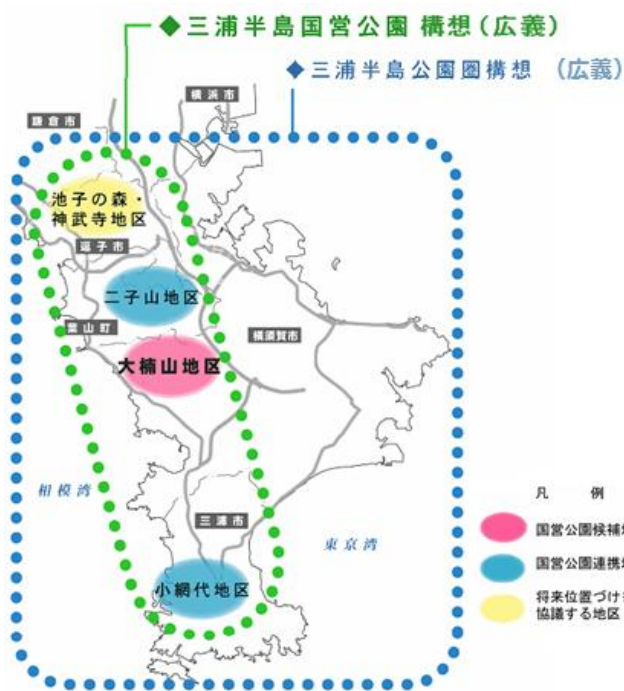 ◆三浦半島国営公園 構想(広義)
◆三浦半島公園圏構想 (広義)
横浜市
鎌倉市
池子の森・
神武寺地区
逗子市
二子山地区
葉山町
横須賀市
大楠山地区
相模湾
三浦市
東京湾
小網代地区
凡 例
国営公園候補
国営公園連携
将来位置づけ
協議する地区